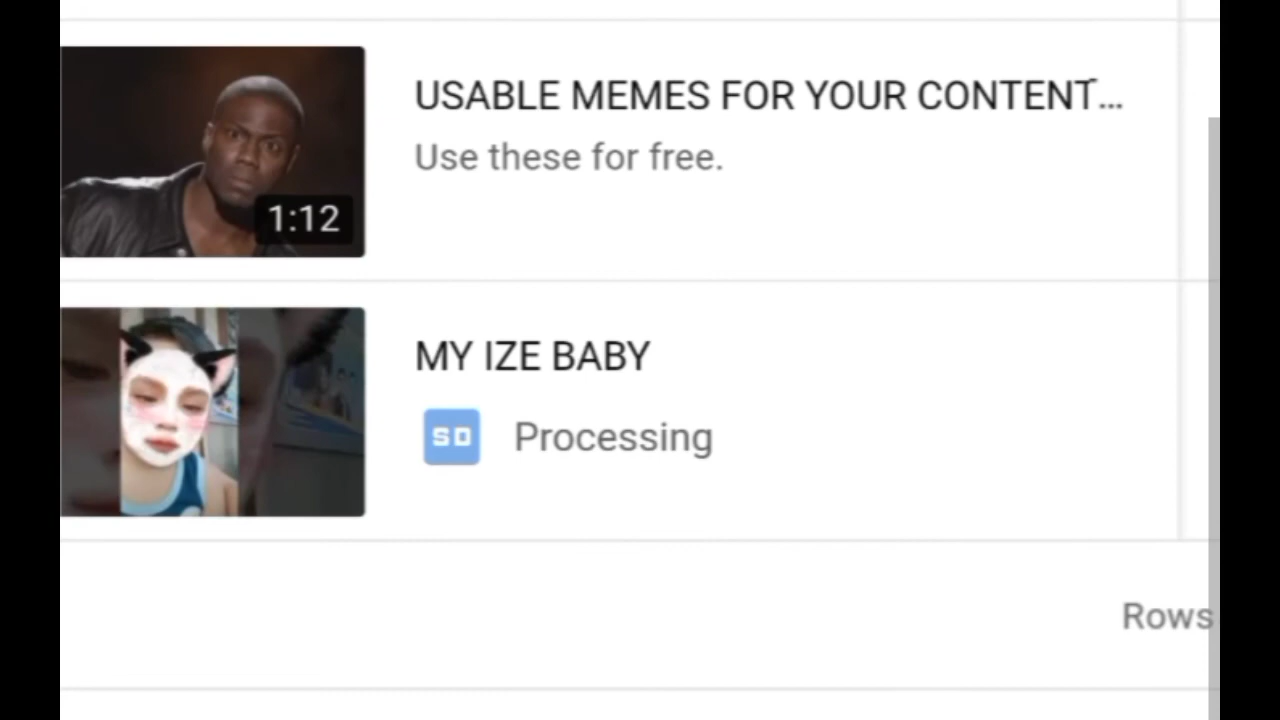 USABLE MEMES FOR YOUR CONTENT...
Use these for free.
1:12
MY IZE BABY
SD Processing
Rows